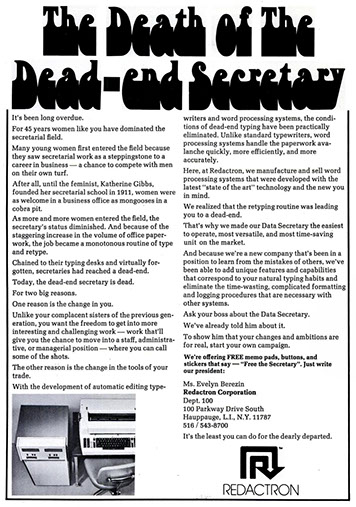 The Death of The
Dead-end Secretary
It's been long overdue.
For 45 years women like you have dominated the
secretarial field.
Many young women first entered the field because
they saw secretarial work as a steppingstone to a
career in business — a chance to compete with men
on their own turf.
After all, until the feminist, Katherine Gibbs,
founded her secretarial school in 1911, women were
as welcome in a business office as mongooses in a
cobra pit.
As more and more women entered the field, the
secretary's status diminished. And because of the
staggering increase in the volume of office paper-
work, the job became a monotonous routine of type
and retype.
Chained to their typing desks and virtually for-
gotten, secretaries had reached a dead-end.
Today, the dead-end secretary is dead.
For two big reasons.
One reason is the change in you.
Unlike your complacent sisters of the previous gen-
eration, you want the freedom to get into more
interesting and challenging work — work that'll
give you the chance to move into a staff, administra-
tive, or managerial position — where you can call
some of the shots.
The other reason is the change in the tools of your
trade.
With the development of automatic editing type-
writers and word processing systems, the condi-
tions of dead-end typing have been practically
eliminated. Unlike standard typewriters, word
processing systems handle the paperwork ava-
lanche quickly, more efficiently, and more
accurately.
Here, at Redactron, we manufacture and sell word
processing systems that were developed with the
latest "state of the art" technology and the new you
in mind.
We realized that the retyping routine was leading
you to a dead-end.
That's why we made our Data Secretary the easiest
to operate, most versatile, and most time-saving
unit on the market.
And because we're a new company that's been in a
position to learn from the mistakes of others, we've
been able to add unique features and capabilities
that correspond to your natural typing habits and
eliminate the time-wasting, complicated formatting
and logging procedures that are necessary with
other systems.
Ask your boss about the Data Secretary.
We've already told him about it.
To show him that your changes and ambitions are
for real, start your own campaign.
We're offering FREE memo pads, buttons, and
stickers that say — "Free the Secretary". Just write
our president:
Ms. Evelyn Berezin
Redactron Corporation
Dept. 100
100 Parkway Drive South
Hauppauge, L.I., N.Y. 11787
516 / 543-8700
It's the least you can do for the dearly departed.
REDACTRON